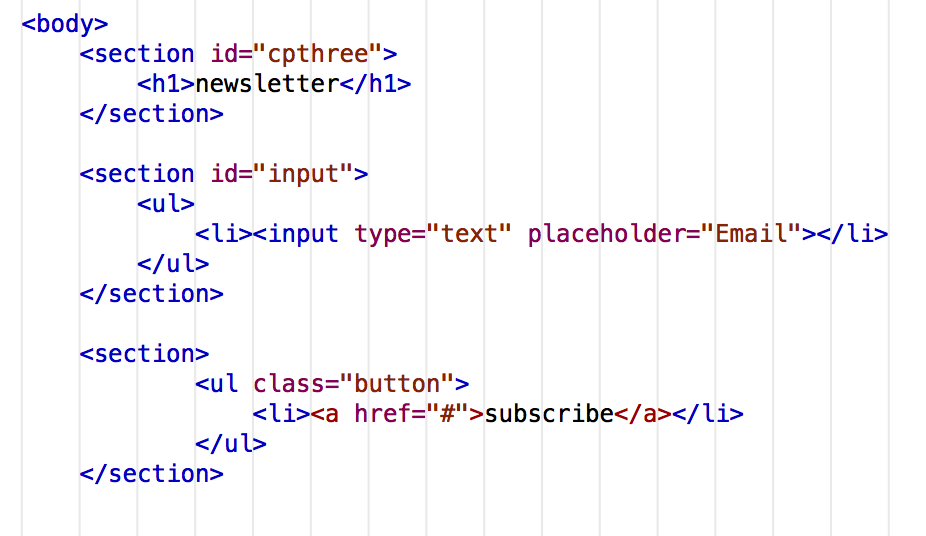 <body>
<section id="cpthree">
<h1>newsletter</h1>
</section>
<section id="input">
<ul>
<li><input type="text" placeholder="Email"></li>
</ul>
</section>
<section>
<ul class="button">
<li><a href="#">subscribe</a></li>
</ul>
</section>